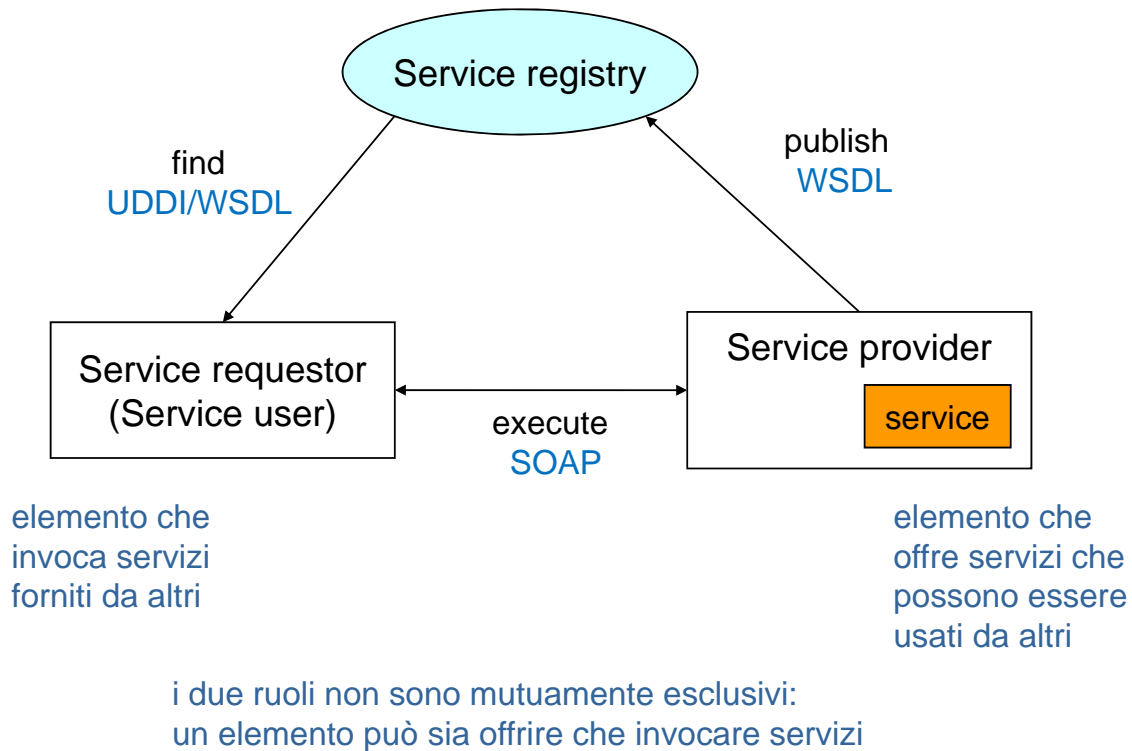 Service registry
find
UDDI/WSDL
publish
WSDL
Service requestor
(Service user)
Service provider
service
execute
SOAP
elemento che
invoca servizi
forniti da altri
elemento che
offre servizi che
possono essere
usati da altri
i due ruoli non sono mutuamente esclusivi:
un elemento può sia offrire che invocare servizi